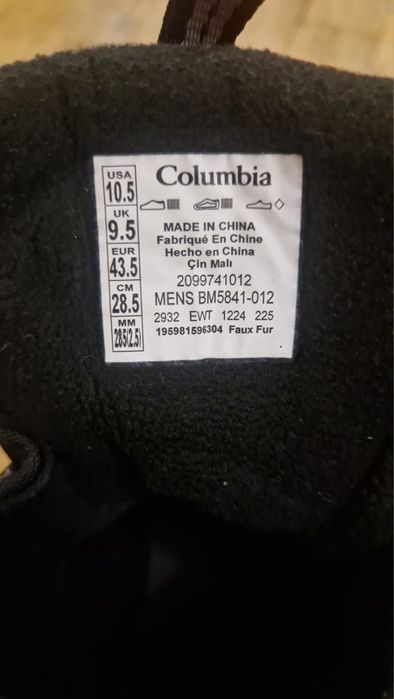 USA
10.5
UK
9.5
EUR
43.5
CM
28.5
MM
285(2.5)
Columbia
MADE IN CHINA
Fabriqué En Chine
Hecho en China
Çin Malı
2099741012
MENS BM5841-012
2932 EWT 1224 225
195981596304 Faux Fur